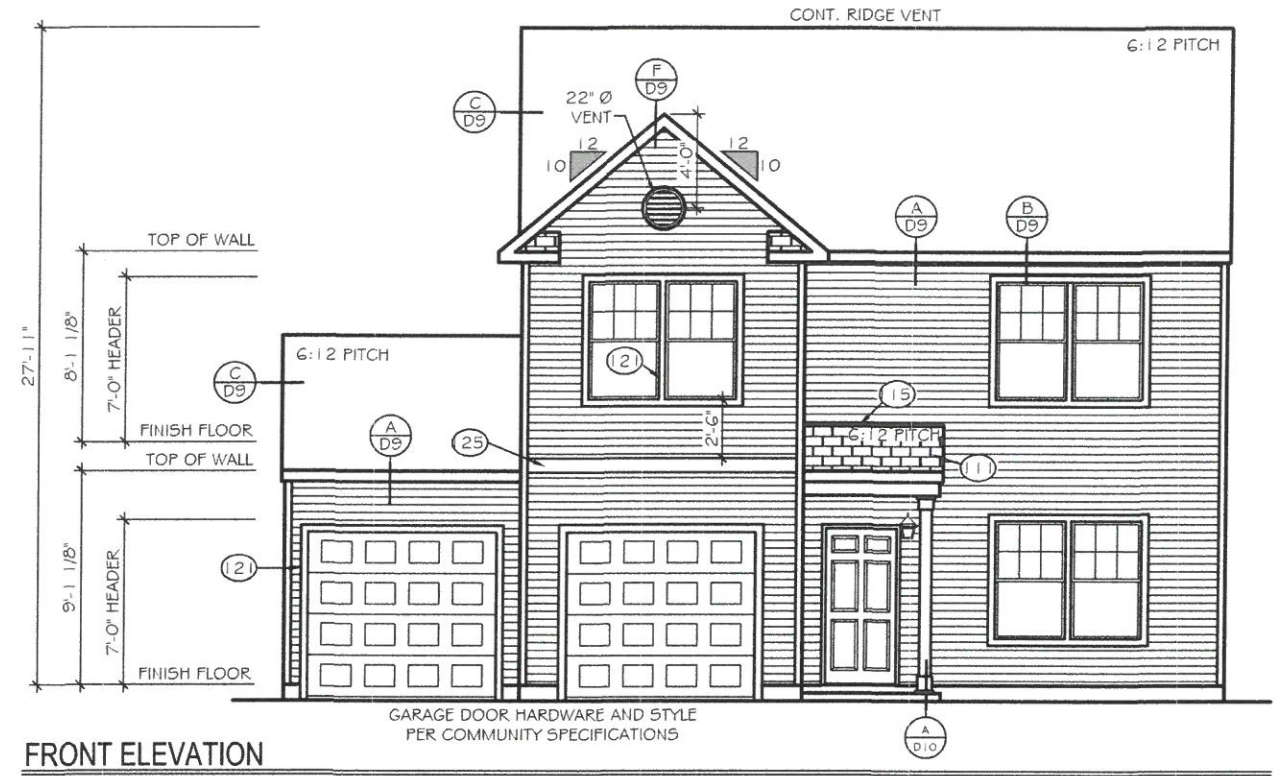 CONT. RIDGE VENT
6:12 PITCH
F
D9
C
D9
22" Ø
VENT
12
10
12
10
4'-0"
A
D9
B
D9
TOP OF WALL
27'-11"
8'-1 1/8"
7'-0" HEADER
6:12 PITCH
C
D9
121
2'-6"
115
6:12 PITCH
111
FINISH FLOOR
TOP OF WALL
A
D9
125
9'-1 1/8"
7'-0" HEADER
121
FINISH FLOOR
GARAGE DOOR HARDWARE AND STYLE
PER COMMUNITY SPECIFICATIONS
A
D10
FRONT ELEVATION